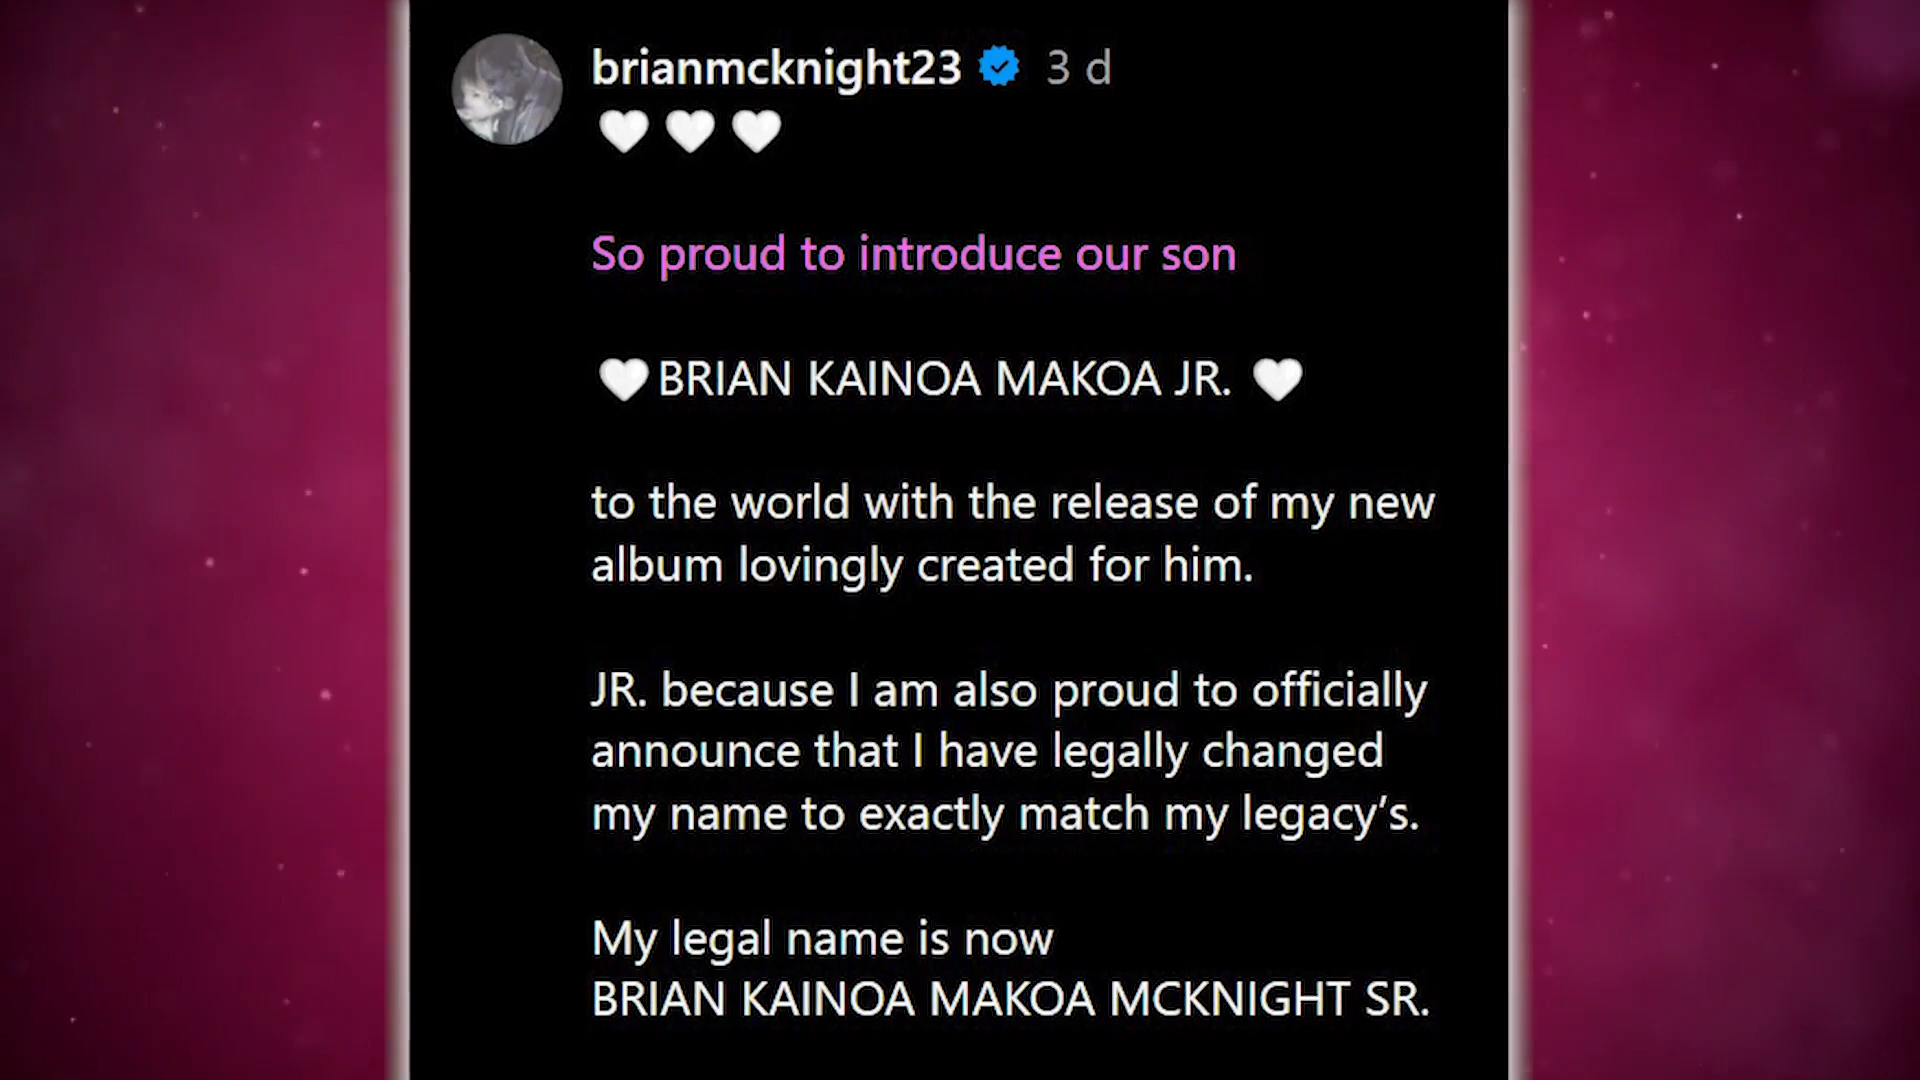 brianmcknight23 3 d
🤍🤍🤍
So proud to introduce our son
🤍BRIAN KAINOA MAKOA JR. 🤍
to the world with the release of my new
album lovingly created for him.
JR. because I am also proud to officially
announce that I have legally changed
my name to exactly match my legacy’s.
My legal name is now
BRIAN KAINOA MAKOA MCKNIGHT SR.